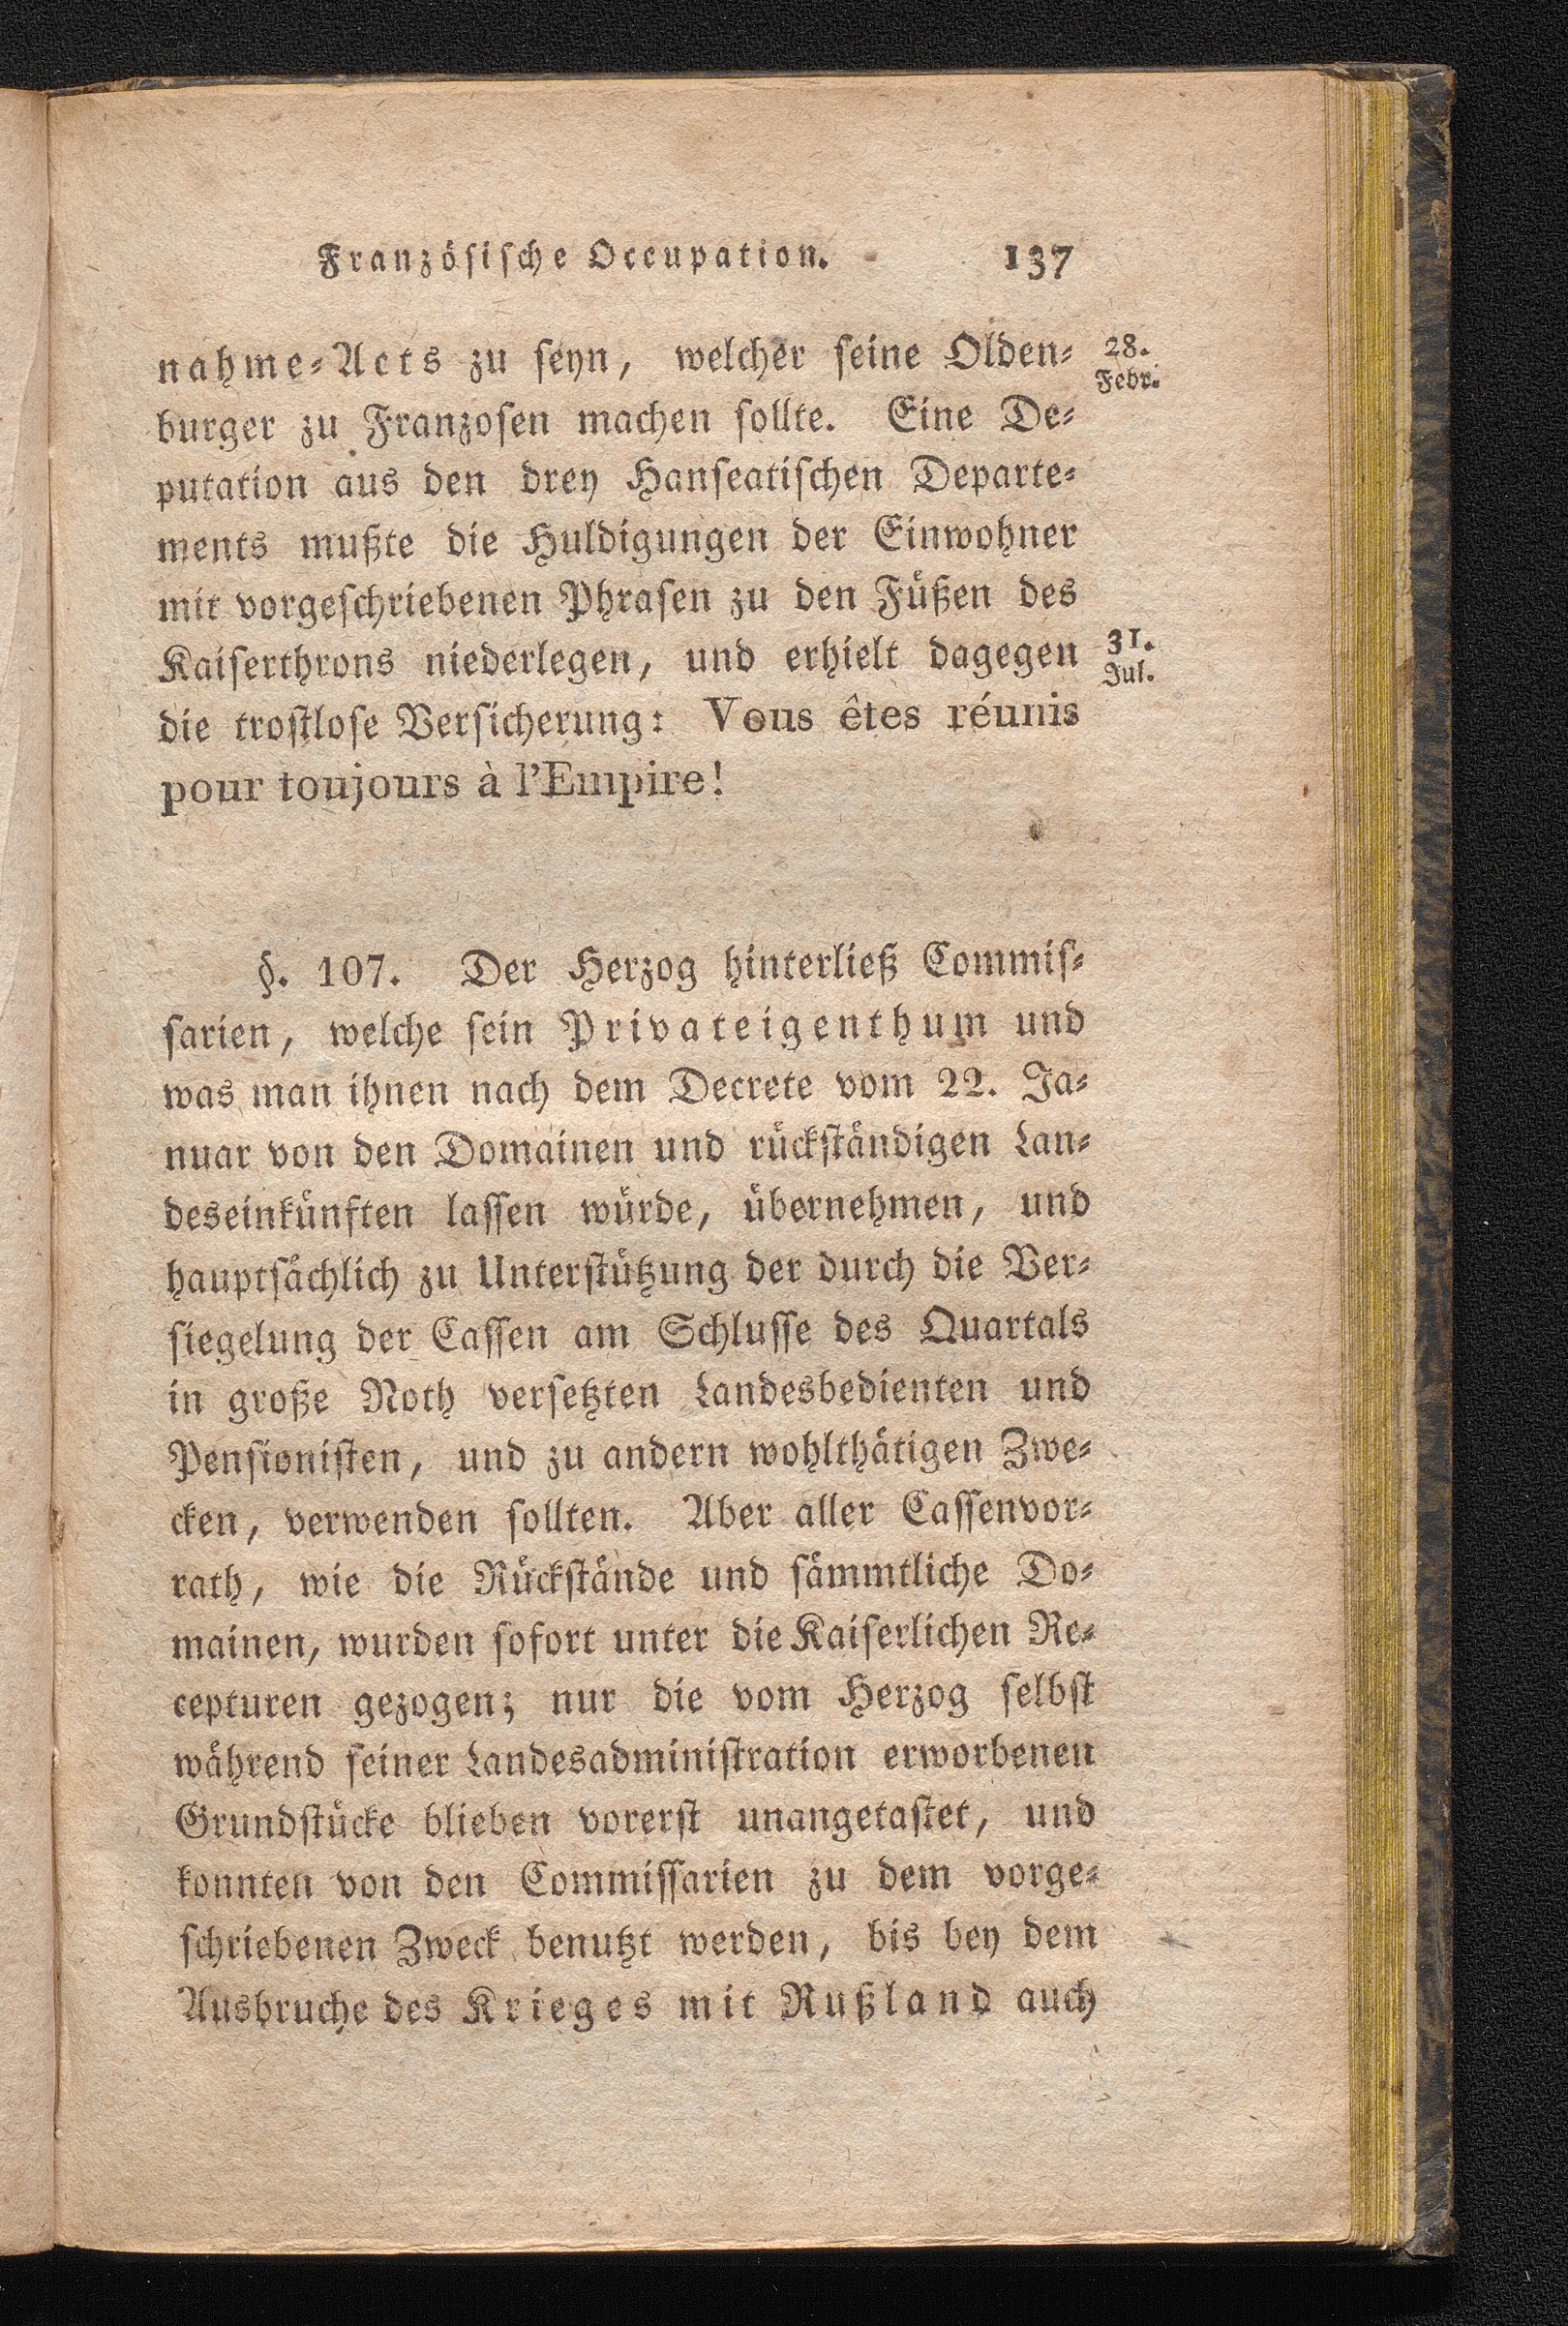 Französische Occupation. 137
nahme-Acts zu seyn, welcher seine Olden- 28. Febr.
burger zu Franzosen machen sollte. Eine De-
putation aus den drey Hanseatischen Departe-
ments mußte die Huldigungen der Einwohner
mit vorgeschriebenen Phrasen zu den Füßen des
Kaiserthrons niederlegen, und erhielt dagegen 31. Jul.
die trostlose Versicherung: Vous êtes réunis
pour toujours à l'Empire!
§. 107. Der Herzog hinterließ Commis-
sarien, welche sein Privateigenthum und
was man ihnen nach dem Decrete vom 22. Ja-
nuar von den Domainen und rückständigen Lan-
deseinkünften lassen würde, übernehmen, und
hauptsächlich zu Unterstützung der durch die Ver-
siegelung der Cassen am Schlusse des Quartals
in große Noth versetzten Landesbedienten und
Pensionisten, und zu andern wohlthätigen Zwe-
cken, verwenden sollten. Aber aller Cassenvor-
rath, wie die Rückstände und sämmtliche Do-
mainen, wurden sofort unter die Kaiserlichen Re-
cepturen gezogen; nur die vom Herzog selbst
während seiner Landesadministration erworbenen
Grundstücke blieben vorerst unangetastet, und
konnten von den Commissarien zu dem vorge-
schriebenen Zweck benutzt werden, bis bey dem
Ausbruche des Krieges mit Rußland auch